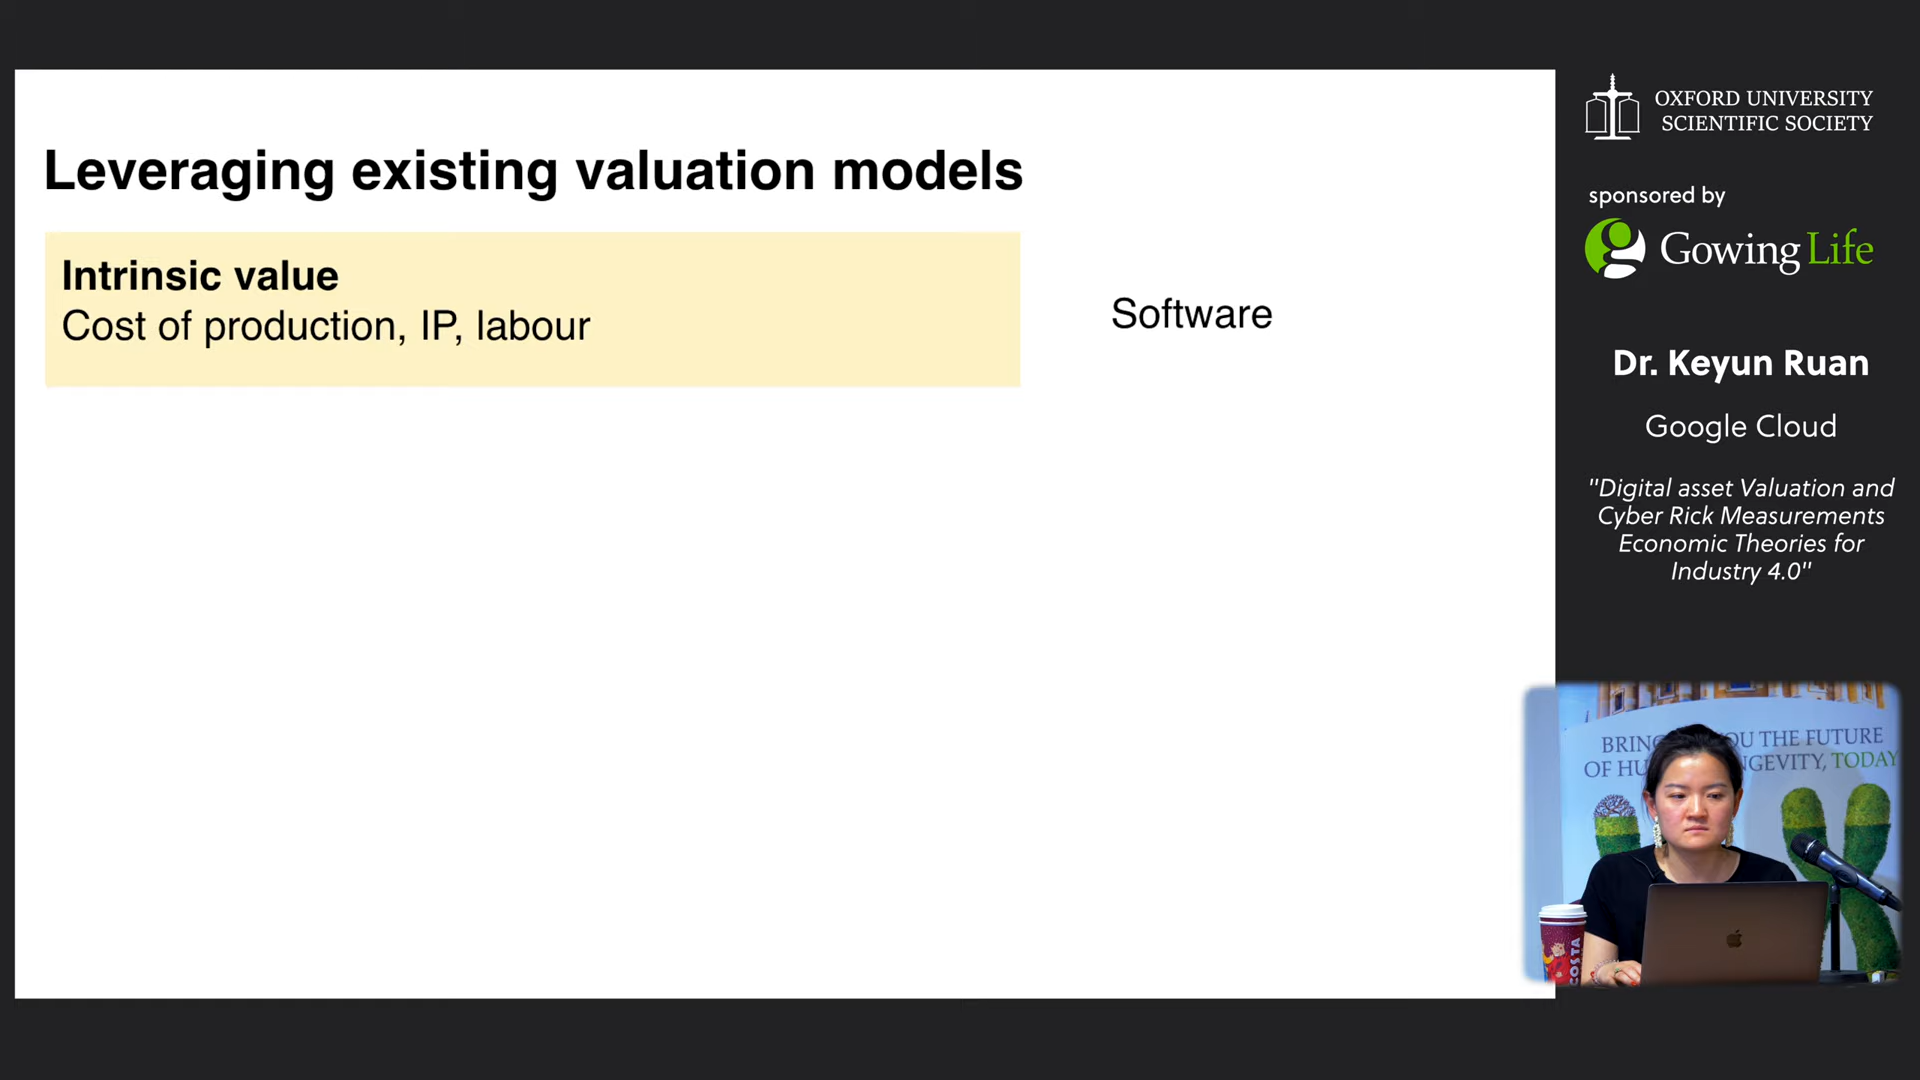 Leveraging existing valuation models
Intrinsic value
Cost of production, IP, labour
Software
OXFORD UNIVERSITY
SCIENTIFIC SOCIETY
sponsored by
Gowing Life
Dr. Keyun Ruan
Google Cloud
"Digital asset Valuation and
Cyber Rick Measurements
Economic Theories for
Industry 4.0"
BRING YOU THE FUTURE
OF HU NGEVITY, TODAY
COSTA